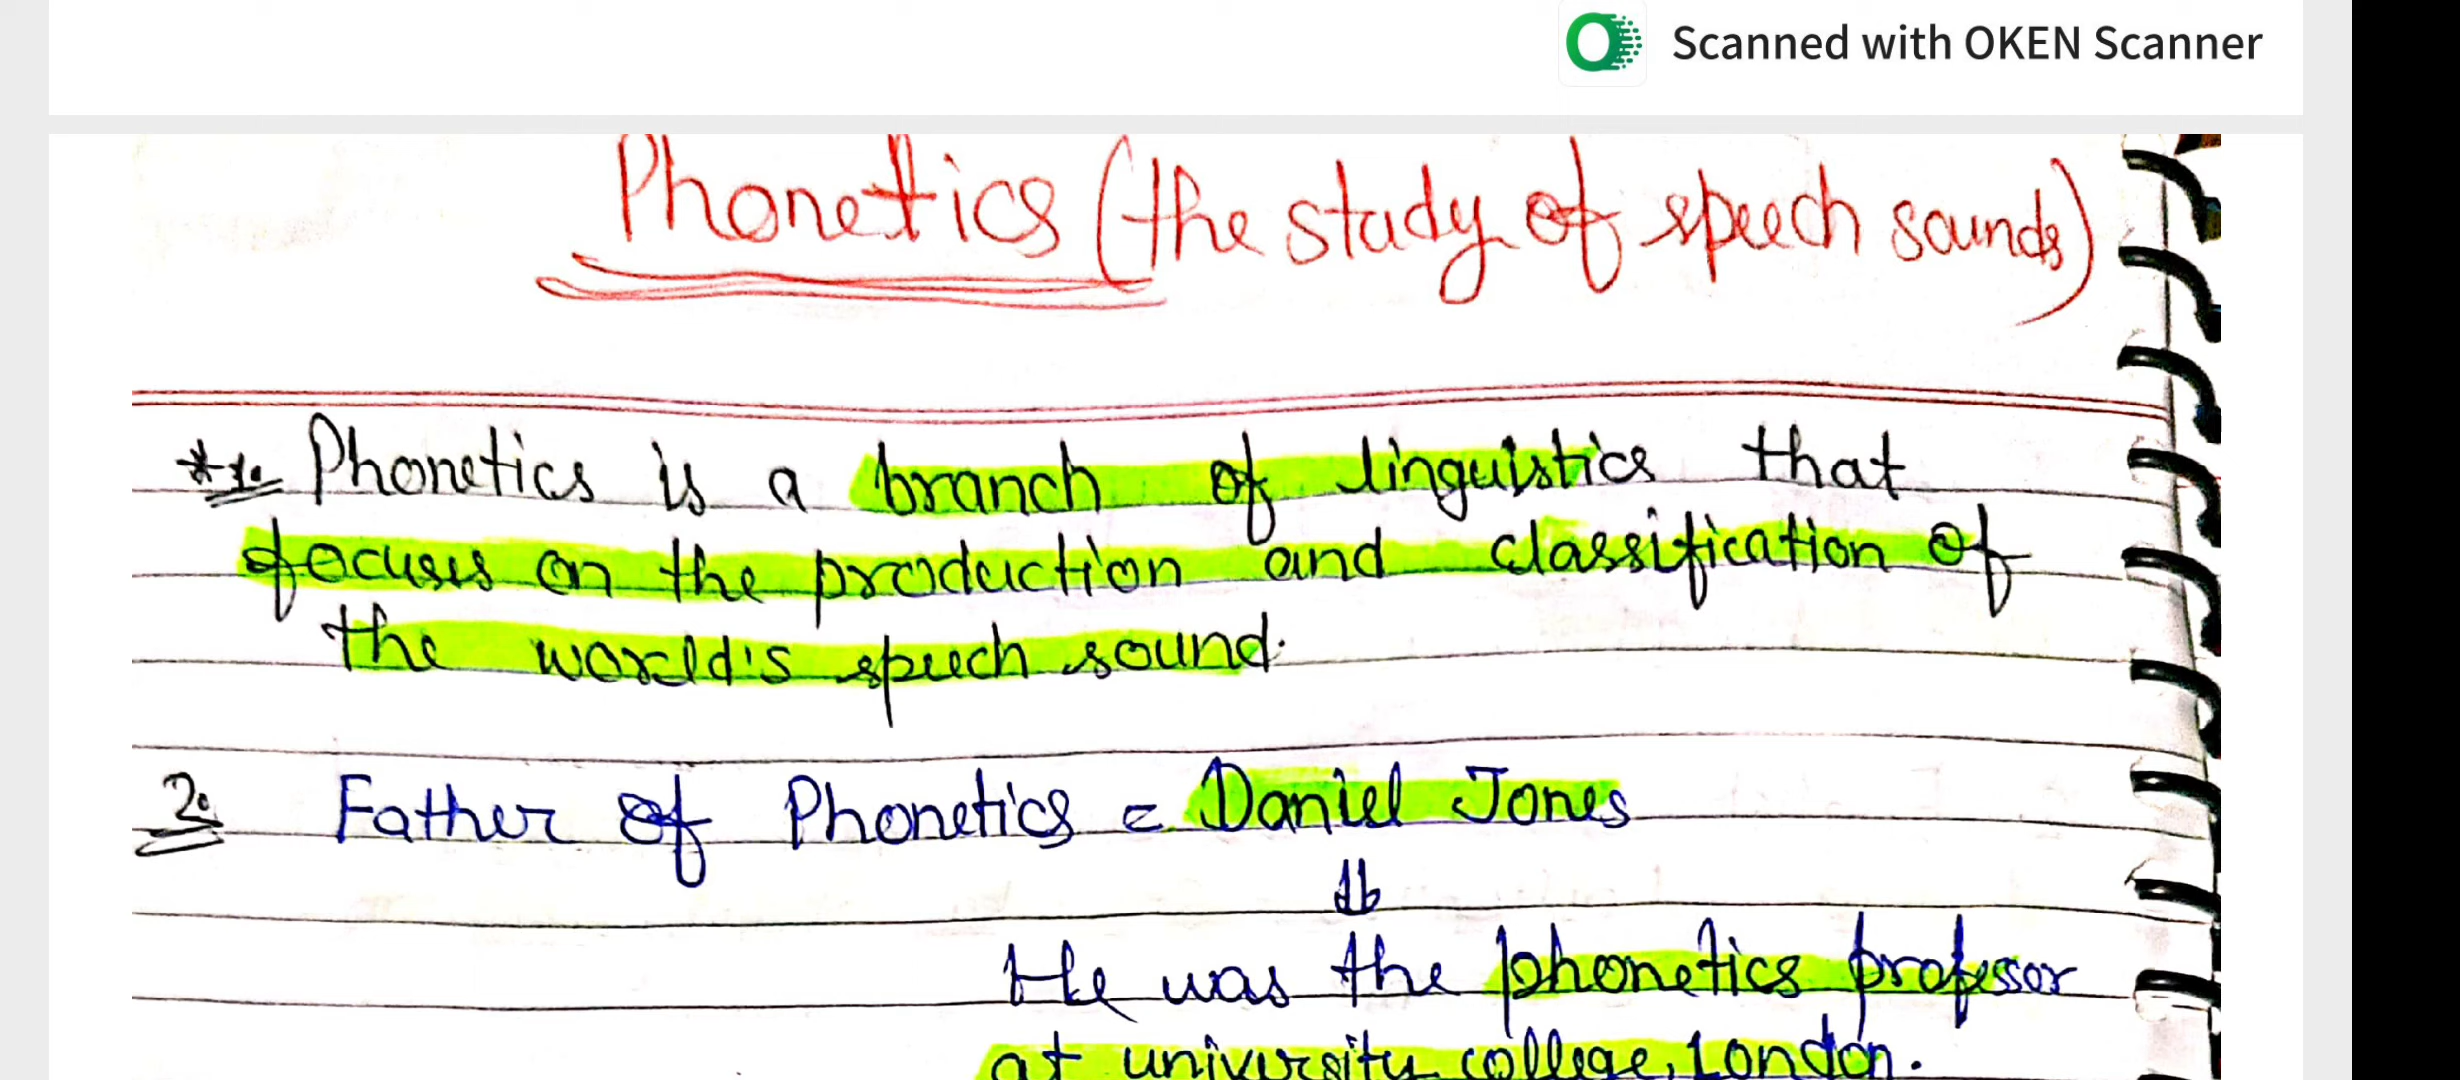 Scanned with OKEN Scanner
Phonetics (the study of speech sounds)
*1. Phonetics is a branch of linguistics that
focuses on the production and classification of
the world's speech sound.
2. Father of Phonetics = Daniel Jones
⇓
He was the phonetics professor
at university college, London.